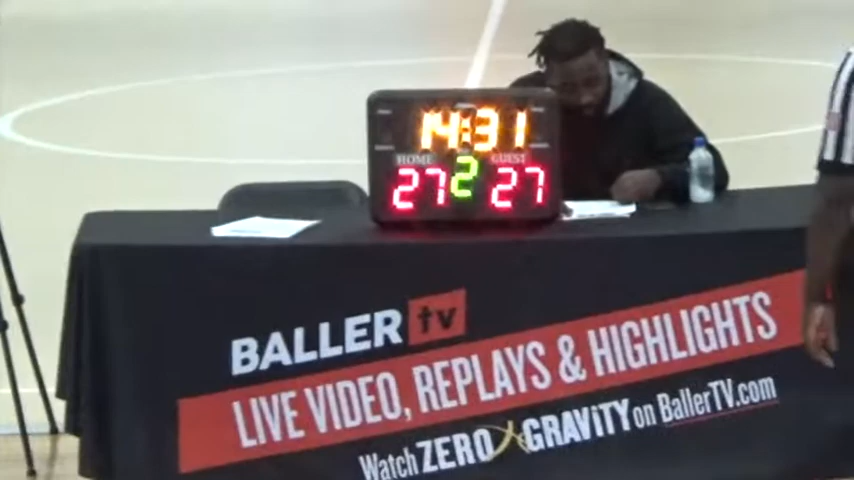 14:31
HOME 2 GUEST
27 27
BALLER tv
LIVE VIDEO, REPLAYS & HIGHLIGHTS
Watch ZERO GRAVITY on BallerTV.com